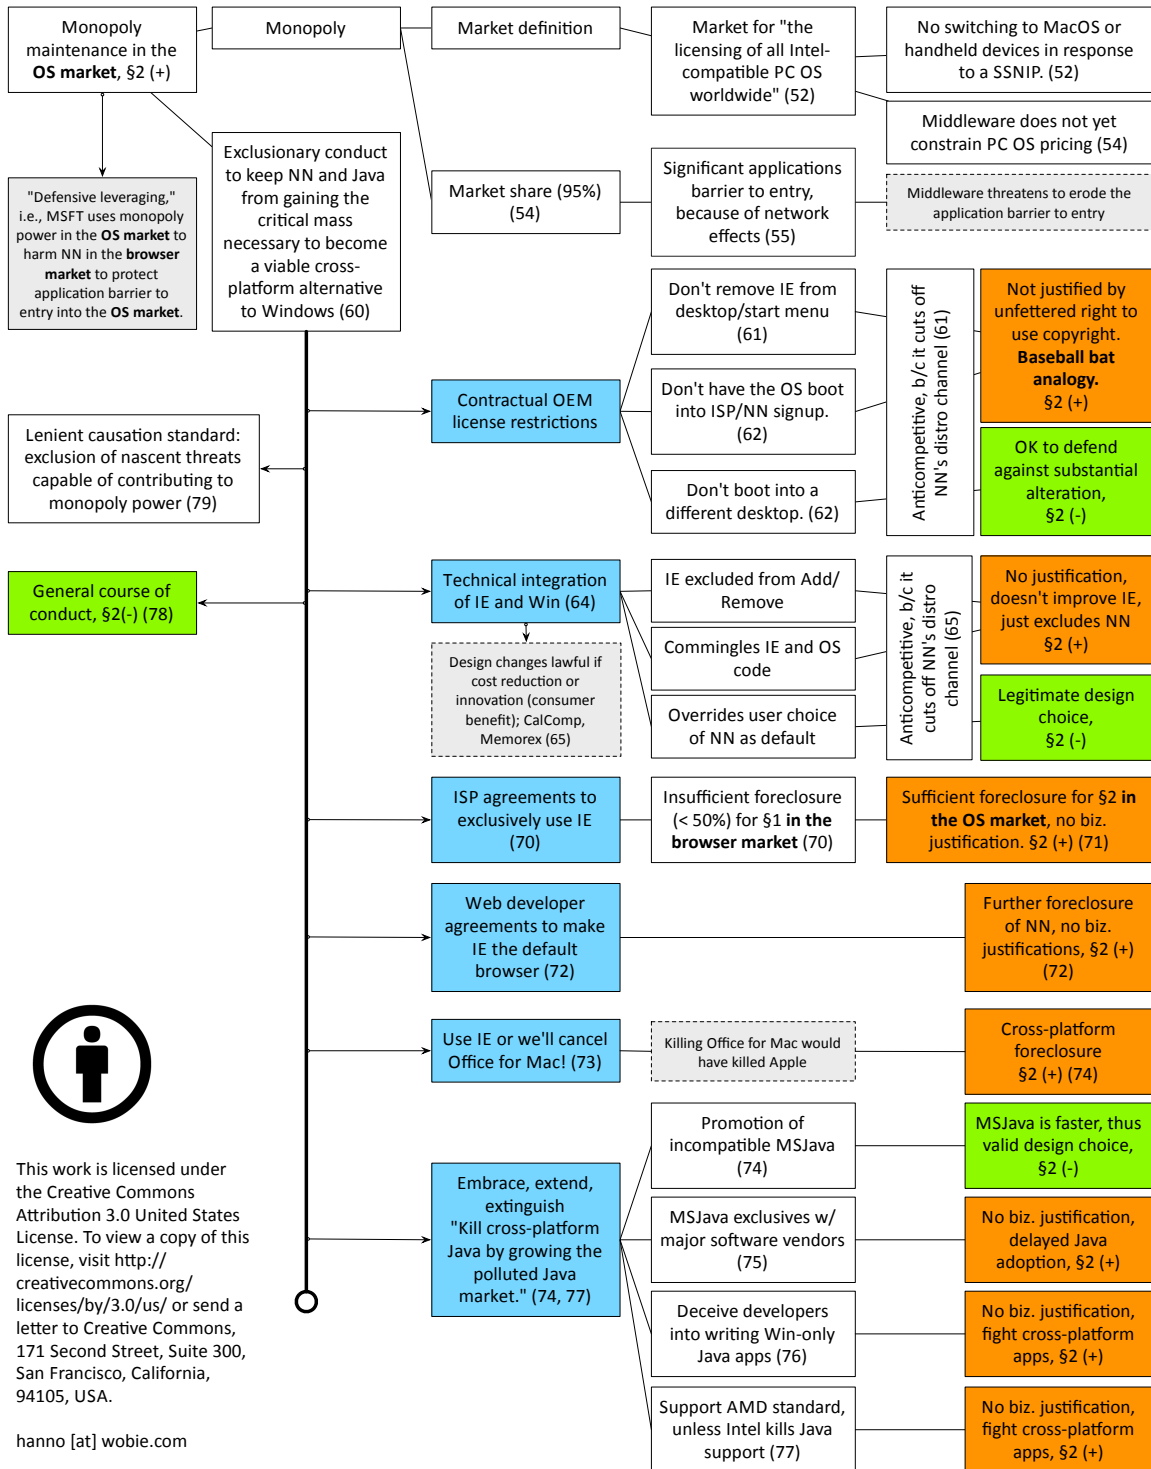 Monopoly
maintenance in the
OS market, §2 (+)
Monopoly
Market definition
Market for "the
licensing of all Intel-
compatible PC OS
worldwide" (52)
No switching to MacOS or
handheld devices in response
to a SSNIP. (52)
Middleware does not yet
constrain PC OS pricing (54)
"Defensive leveraging,"
i.e., MSFT uses monopoly
power in the OS market to
harm NN in the browser
market to protect
application barrier to
entry into the OS market.
Exclusionary conduct
to keep NN and Java
from gaining the
critical mass
necessary to become
a viable cross-
platform alternative
to Windows (60)
Market share (95%)
(54)
Significant applications
barrier to entry,
because of network
effects (55)
Middleware threatens to erode the
application barrier to entry
Lenient causation standard:
exclusion of nascent threats
capable of contributing to
monopoly power (79)
General course of
conduct, §2(-) (78)
Contractual OEM
license restrictions
Don't remove IE from
desktop/start menu
(61)
Don't have the OS boot
into ISP/NN signup.
(62)
Don't boot into a
different desktop. (62)
Anticompetitive, b/c it cuts off
NN's distro channel (61)
Not justified by
unfettered right to
use copyright.
Baseball bat
analogy.
§2 (+)
OK to defend
against substantial
alteration,
§2 (-)
Technical integration
of IE and Win (64)
Design changes lawful if
cost reduction or
innovation (consumer
benefit); CalComp,
Memorex (65)
IE excluded from Add/
Remove
Commingles IE and OS
code
Overrides user choice
of NN as default
Anticompetitive, b/c it
cuts off NN's distro
channel (65)
No justification,
doesn't improve IE,
just excludes NN
§2 (+)
Legitimate design
choice,
§2 (-)
ISP agreements to
exclusively use IE
(70)
Insufficient foreclosure
(< 50%) for §1 in the
browser market (70)
Sufficient foreclosure for §2 in
the OS market, no biz.
justification. §2 (+) (71)
Web developer
agreements to make
IE the default
browser (72)
Further foreclosure
of NN, no biz.
justifications, §2 (+)
(72)
Use IE or we'll cancel
Office for Mac! (73)
Killing Office for Mac would
have killed Apple
Cross-platform
foreclosure
§2 (+) (74)
Embrace, extend,
extinguish
"Kill cross-platform
Java by growing the
polluted Java
market." (74, 77)
Promotion of
incompatible MSJava
(74)
MSJava is faster, thus
valid design choice,
§2 (-)
MSJava exclusives w/
major software vendors
(75)
No biz. justification,
delayed Java
adoption, §2 (+)
Deceive developers
into writing Win-only
Java apps (76)
No biz. justification,
fight cross-platform
apps, §2 (+)
Support AMD standard,
unless Intel kills Java
support (77)
No biz. justification,
fight cross-platform
apps, §2 (+)
This work is licensed under
the Creative Commons
Attribution 3.0 United States
License. To view a copy of this
license, visit http://
creativecommons.org/
licenses/by/3.0/us/ or send a
letter to Creative Commons,
171 Second Street, Suite 300,
San Francisco, California,
94105, USA.
hanno [at] wobie.com